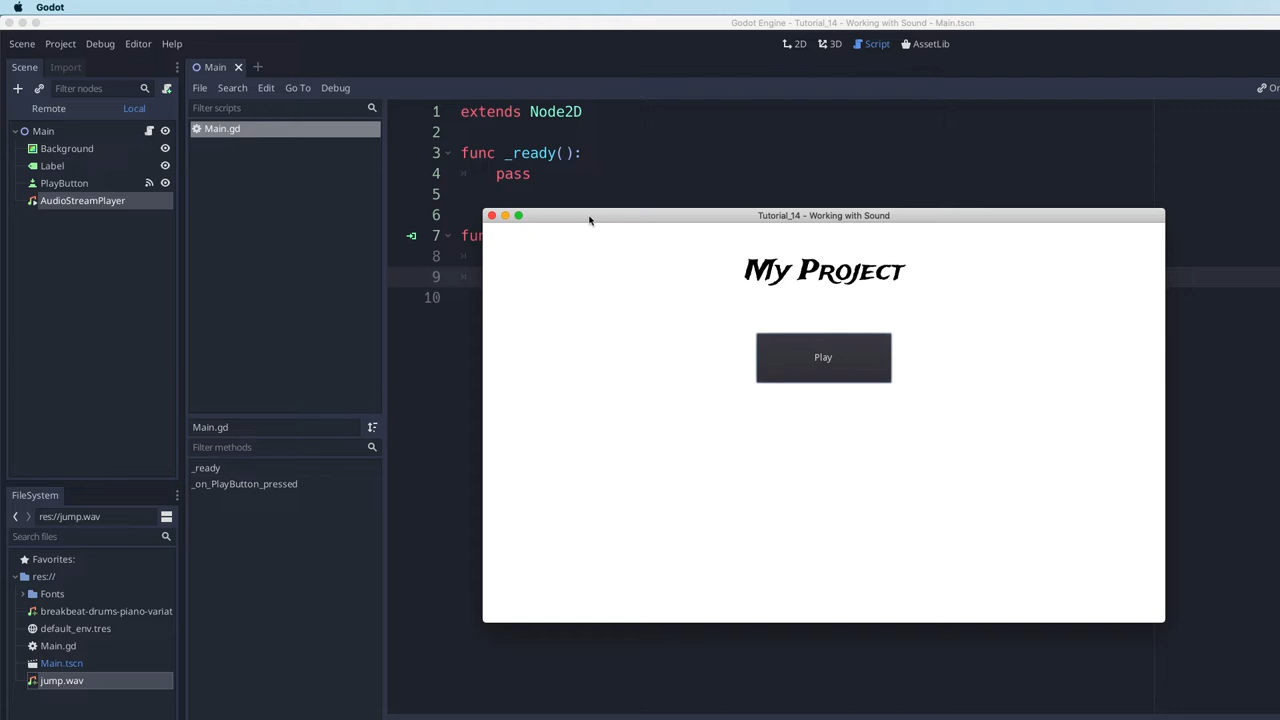 Godot
Godot Engine - Tutorial_14 - Working with Sound - Main.tscn
Scene Project Debug Editor Help
2D 3D Script AssetLib
Scene Import
Main
Filter nodes
File Search Edit Go To Debug
Remote Local
Filter scripts
Main.gd
Main
Background
Label
PlayButton
AudioStreamPlayer
1 extends Node2D
2
3 func _ready():
4 pass
5
6
7
8
9
10
Tutorial_14 - Working with Sound
My Project
Play
Main.gd
Filter methods
_ready
_on_PlayButton_pressed
FileSystem
res://jump.wav
Search files
Favorites:
res://
Fonts
breakbeat-drums-piano-variat
default_env.tres
Main.gd
Main.tscn
jump.wav